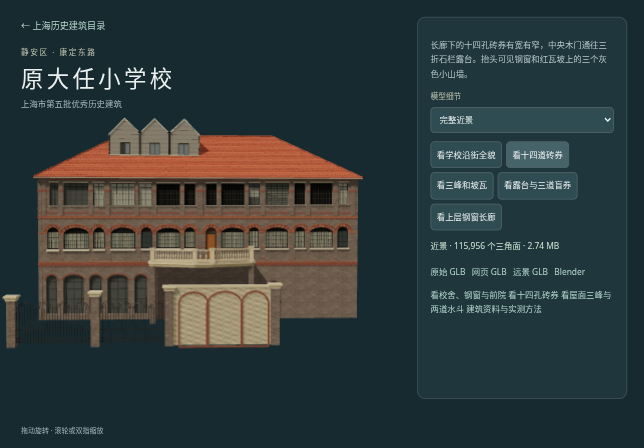 ← 上海历史建筑目录
静安区 · 康定东路
原大任小学校
上海市第五批优秀历史建筑
长廊下的十四孔砖券有宽有窄，中央木门通往三
折石栏露台。抬头可见钢窗和红瓦坡上的三个灰
色小山墙。
模型细节
完整近景
看学校沿街全貌
看十四道砖券
看三峰和坡瓦
看露台与三道盲券
看上层钢窗长廊
近景 · 115,956 个三角面 · 2.74 MB
原始 GLB 网页 GLB 远景 GLB Blender
看校舍、钢窗与前院 看十四孔砖券 看屋面三峰与
两道水斗 建筑资料与实测方法
拖动旋转 · 滚轮或双指缩放